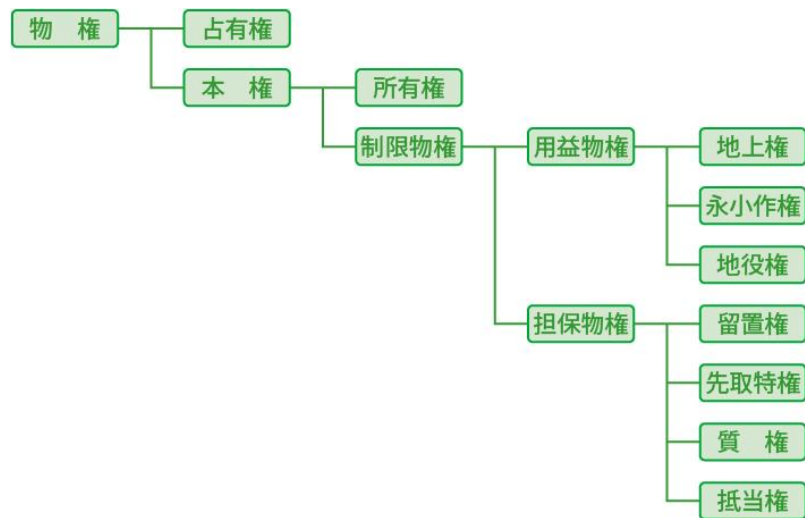 物　権
占有権
本　権
所有権
制限物権
用益物権
地上権
永小作権
地役権
担保物権
留置権
先取特権
質　権
抵当権